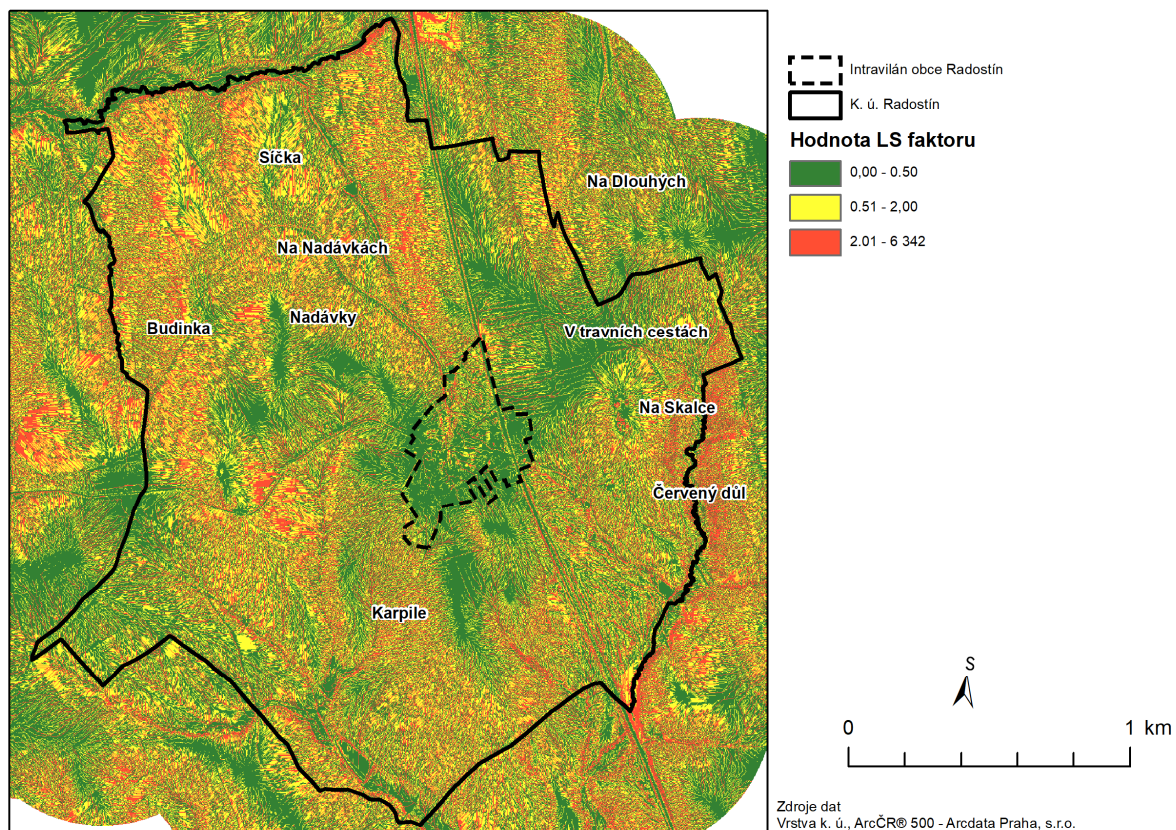 Síčka
Na Dlouhých
Na Nadávkách
Nadávky
Budinka
V travních cestách
Na Skalce
Červený důl
Karpile
Intravilán obce Radostín
K. ú. Radostín
Hodnota LS faktoru
0,00 - 0.50
0.51 - 2,00
2.01 - 6 342
S
0 1 km
Zdroje dat
Vrstva k. ú., ArcČR® 500 - Arcdata Praha, s.r.o.